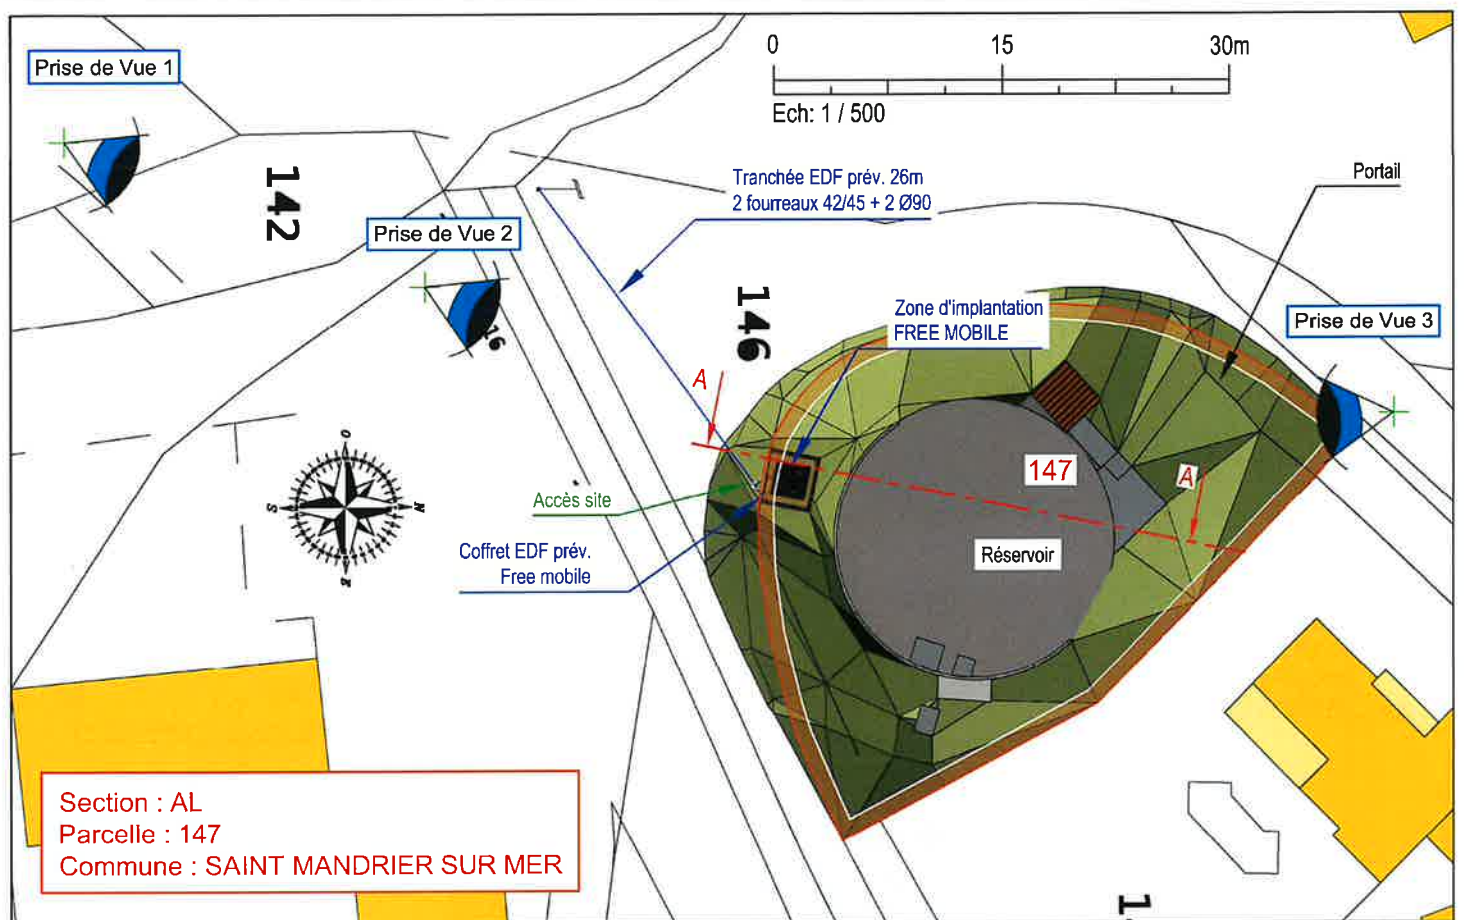 Prise de Vue 1
0 15 30m
Ech: 1 / 500
142
Tranchée EDF prév. 26m
2 fourreaux 42/45 + 2 Ø90
Portail
Prise de Vue 2
16
146
Zone d'implantation
FREE MOBILE
Prise de Vue 3
A
O
S
N
E
147
A
Accès site
Coffret EDF prév.
Free mobile
Réservoir
Section : AL
Parcelle : 147
Commune : SAINT MANDRIER SUR MER